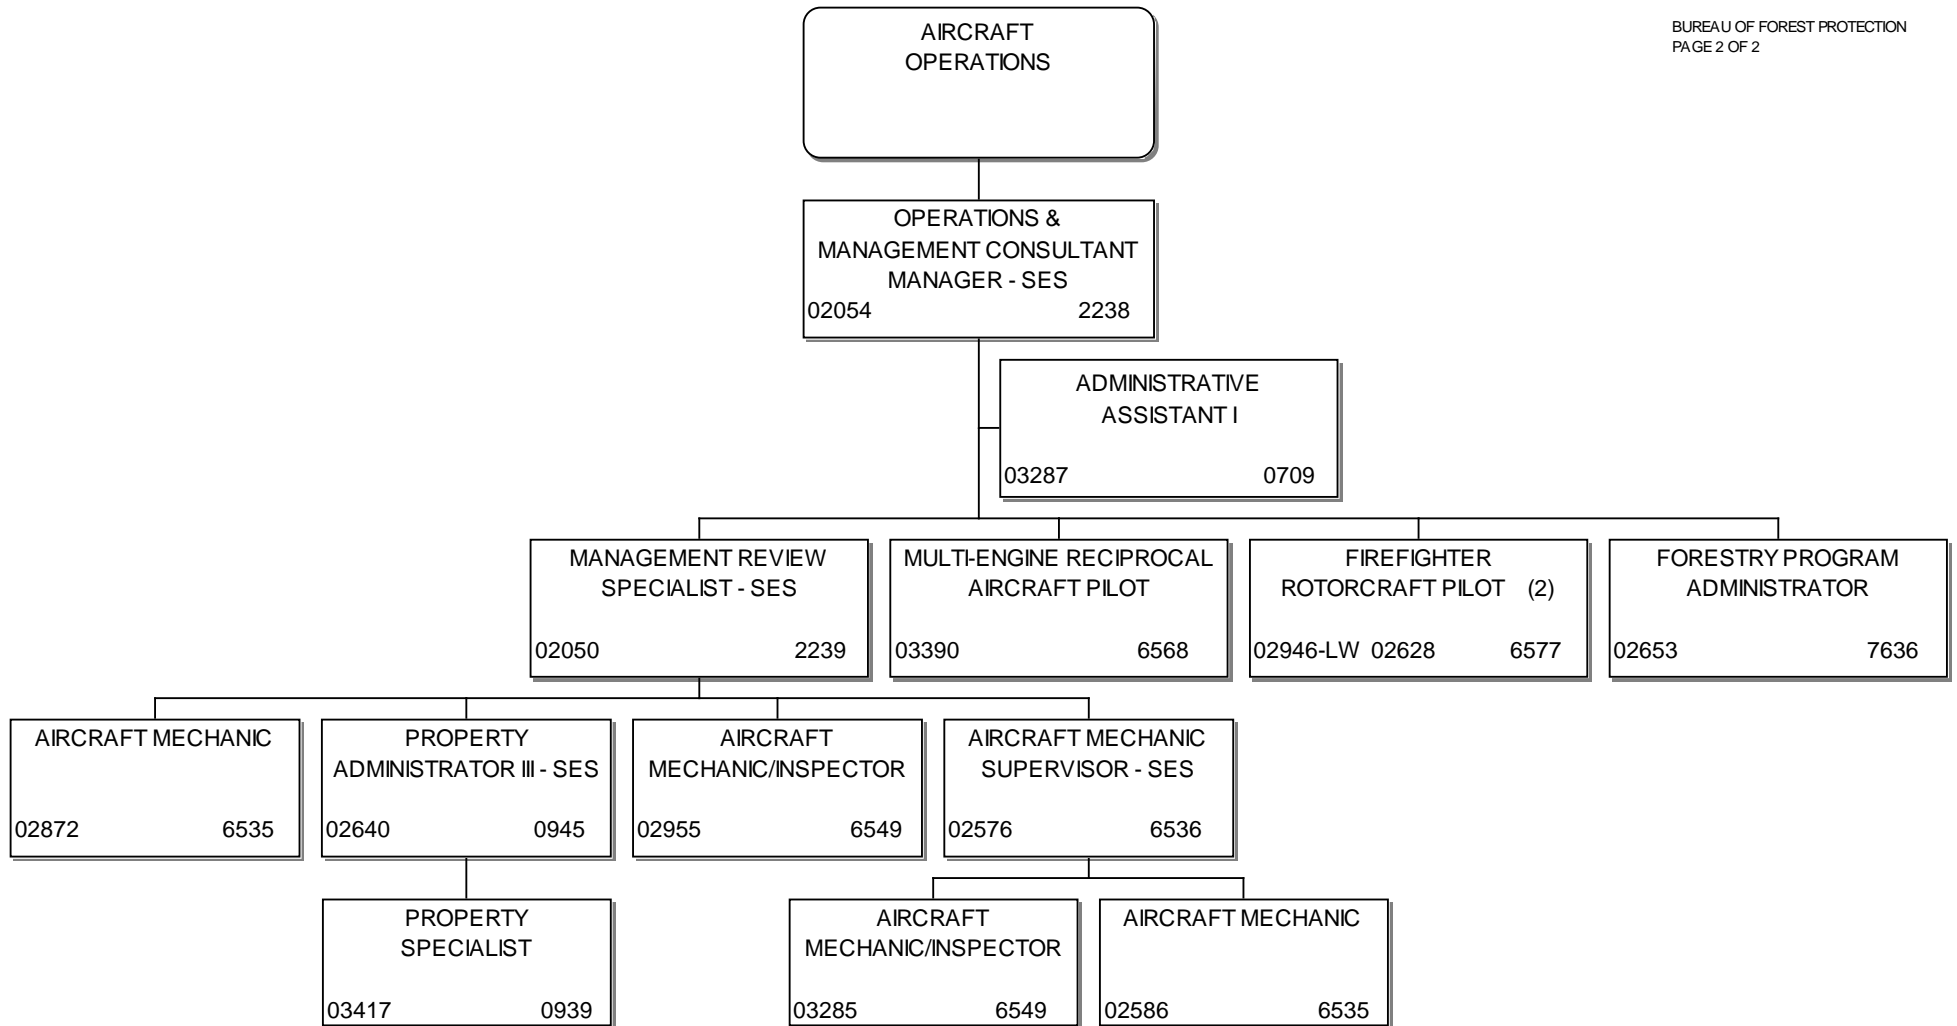 AIRCRAFT
OPERATIONS
BUREAU OF FOREST PROTECTION
PAGE 2 OF 2
OPERATIONS &
MANAGEMENT CONSULTANT
MANAGER - SES
02054 2238
ADMINISTRATIVE
ASSISTANT I
03287 0709
MANAGEMENT REVIEW
SPECIALIST - SES
02050 2239
MULTI-ENGINE RECIPROCAL
AIRCRAFT PILOT
03390 6568
FIREFIGHTER
ROTORCRAFT PILOT (2)
02946-LW 02628 6577
FORESTRY PROGRAM
ADMINISTRATOR
02653 7636
AIRCRAFT MECHANIC
02872 6535
PROPERTY
ADMINISTRATOR III - SES
02640 0945
AIRCRAFT
MECHANIC/INSPECTOR
02955 6549
AIRCRAFT MECHANIC
SUPERVISOR - SES
02576 6536
PROPERTY
SPECIALIST
03417 0939
AIRCRAFT
MECHANIC/INSPECTOR
03285 6549
AIRCRAFT MECHANIC
02586 6535